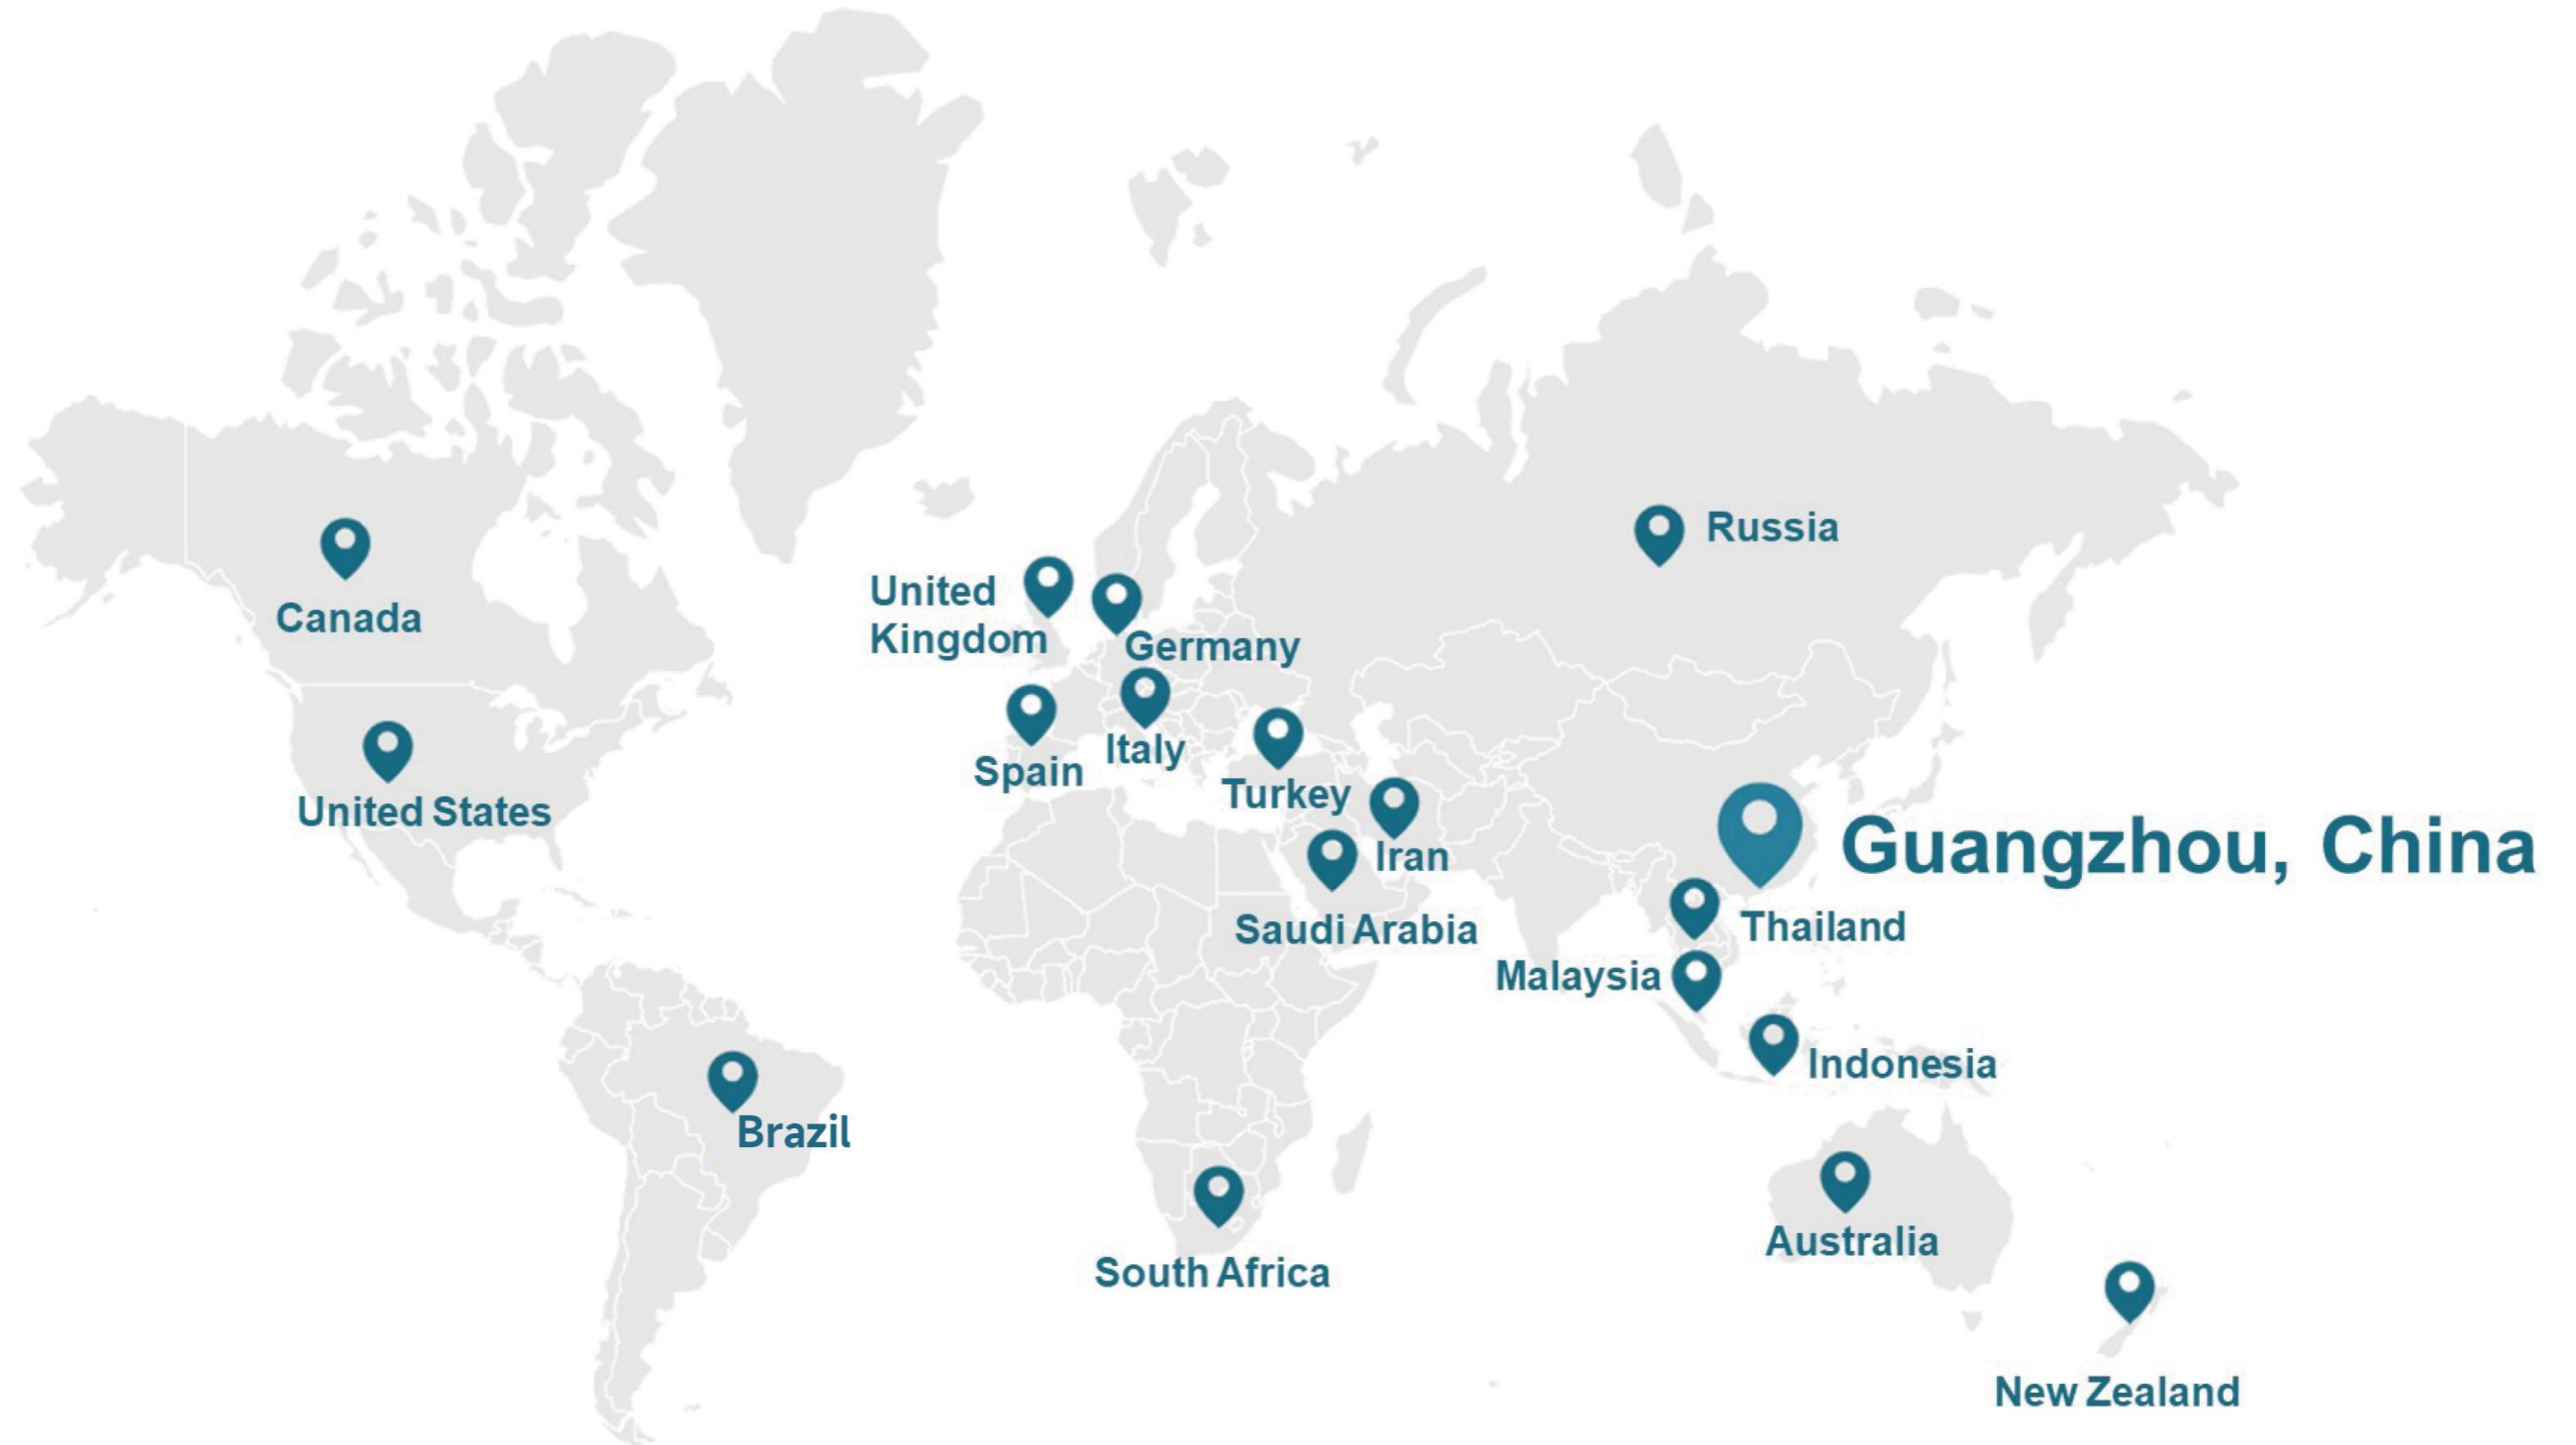 Russia
United
Kingdom
Canada
Germany
Spain
Italy
Turkey
United States
Iran
Guangzhou, China
Saudi Arabia
Thailand
Malaysia
Indonesia
Brazil
South Africa
Australia
New Zealand